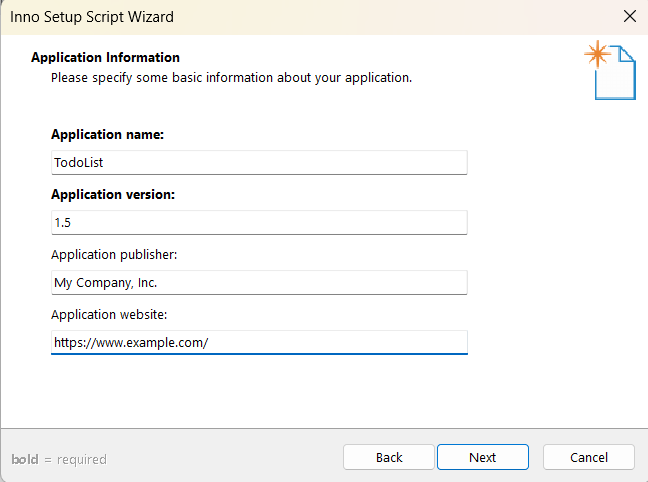 Inno Setup Script Wizard
Application Information
Please specify some basic information about your application.
Application name:
TodoList
Application version:
1.5
Application publisher:
My Company, Inc.
Application website:
https://www.example.com/
bold = required
Back
Next
Cancel